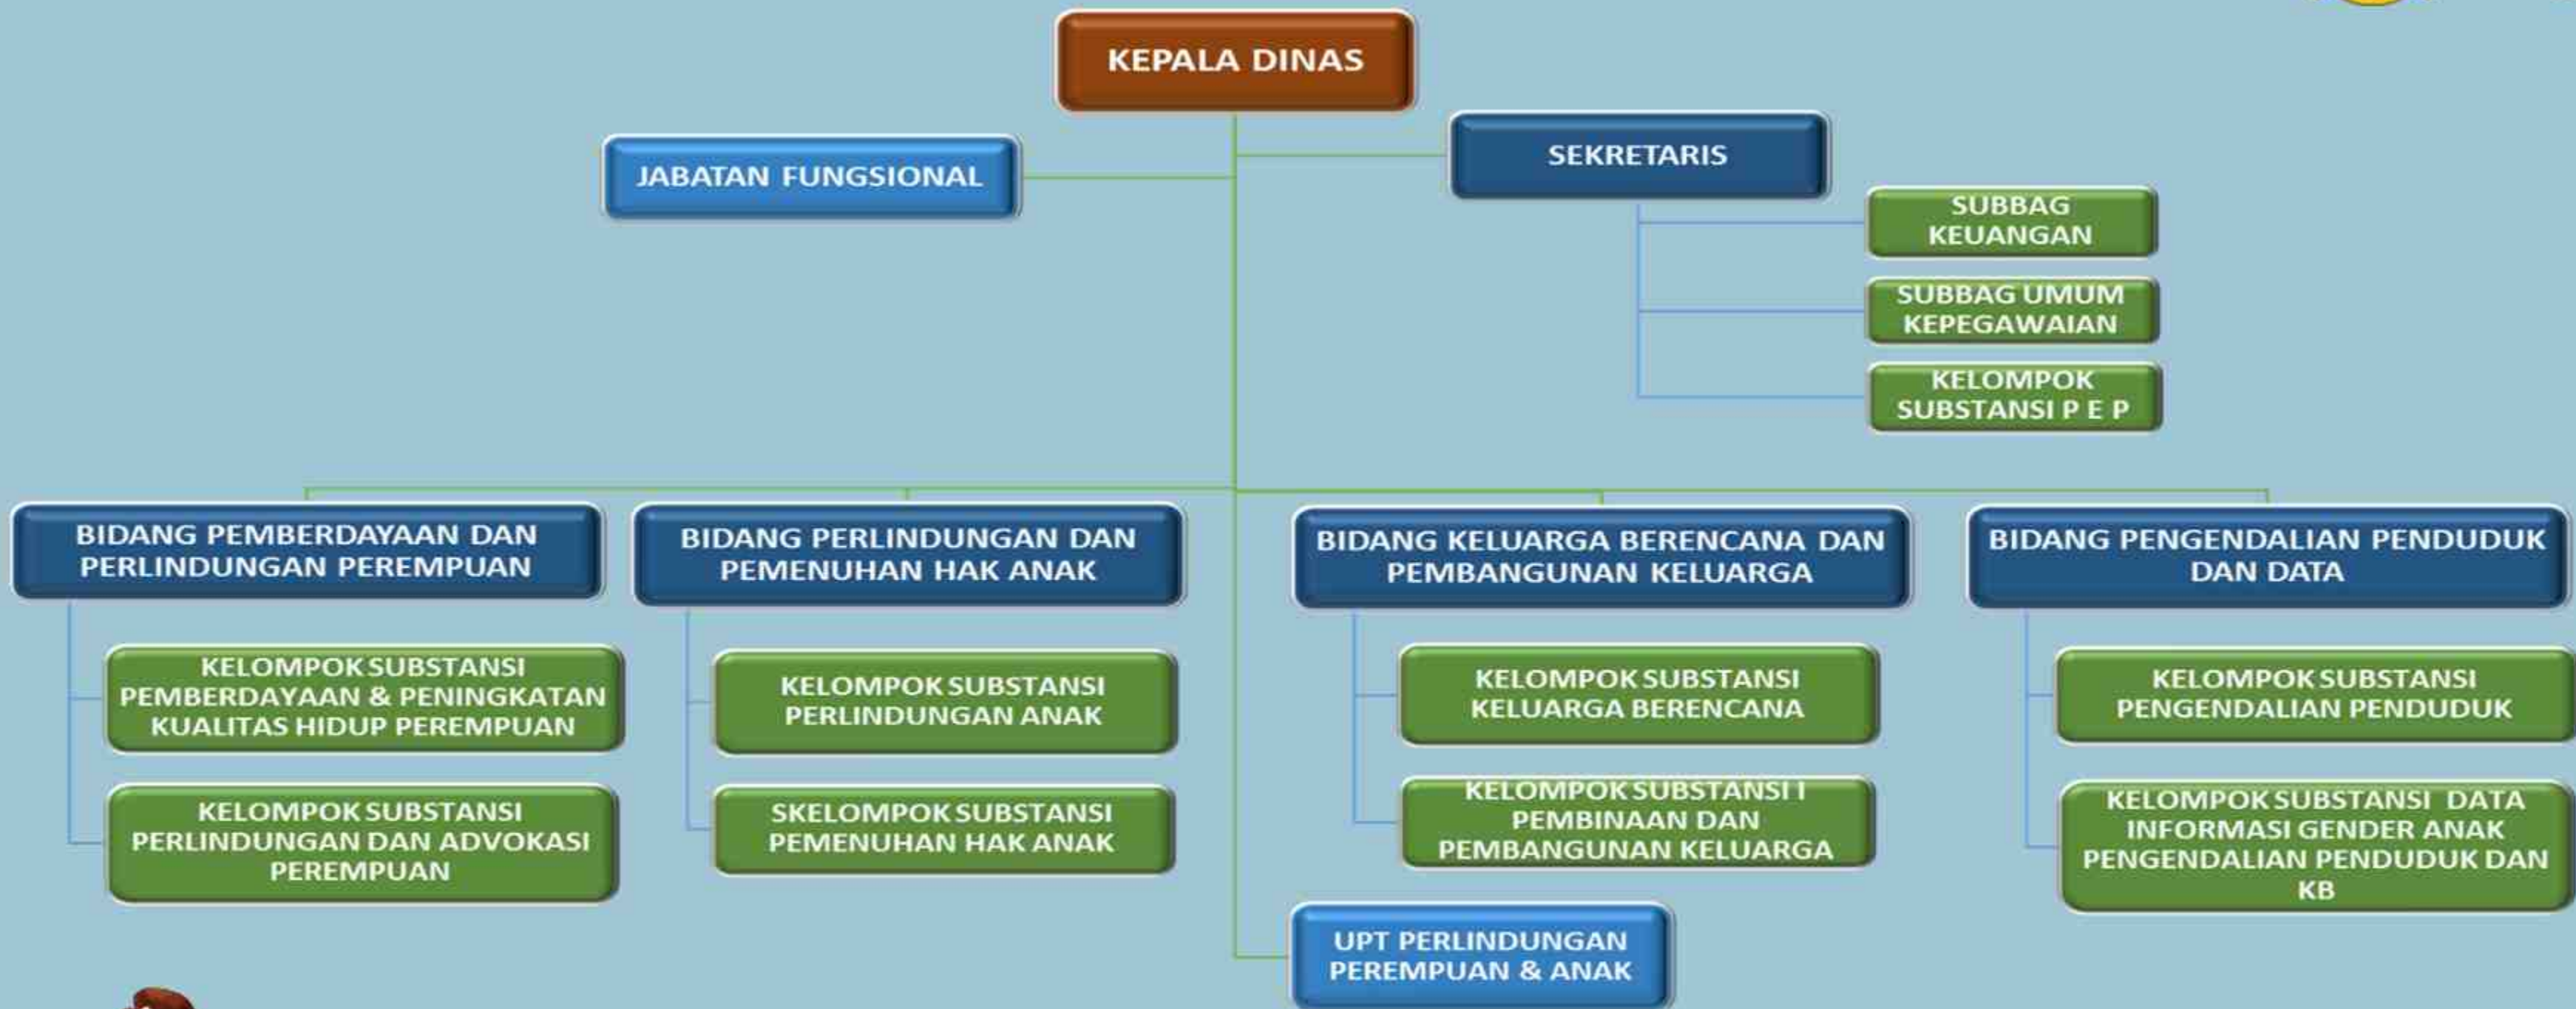 KEPALA DINAS
JABATAN FUNGSIONAL
SEKRETARIS
SUBBAG
KEUANGAN
SUBBAG UMUM
KEPEGAWAIAN
KELOMPOK
SUBSTANSI P E P
BIDANG PEMBERDAYAAN DAN
PERLINDUNGAN PEREMPUAN
KELOMPOK SUBSTANSI
PEMBERDAYAAN & PENINGKATAN
KUALITAS HIDUP PEREMPUAN
KELOMPOK SUBSTANSI
PERLINDUNGAN DAN ADVOKASI
PEREMPUAN
BIDANG PERLINDUNGAN DAN
PEMENUHAN HAK ANAK
KELOMPOK SUBSTANSI
PERLINDUNGAN ANAK
SKELOMPOK SUBSTANSI
PEMENUHAN HAK ANAK
BIDANG KELUARGA BERENCANA DAN
PEMBANGUNAN KELUARGA
KELOMPOK SUBSTANSI
KELUARGA BERENCANA
KELOMPOK SUBSTANSI I
PEMBINAAN DAN
PEMBANGUNAN KELUARGA
BIDANG PENGENDALIAN PENDUDUK
DAN DATA
KELOMPOK SUBSTANSI
PENGENDALIAN PENDUDUK
KELOMPOK SUBSTANSI DATA
INFORMASI GENDER ANAK
PENGENDALIAN PENDUDUK DAN
KB
UPT PERLINDUNGAN
PEREMPUAN & ANAK